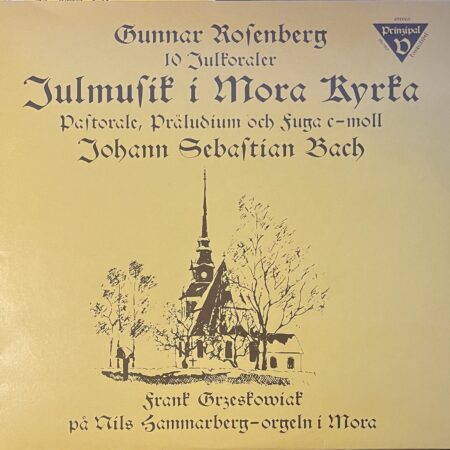 Gunnar Rosenberg
10 Julkoraler
Julmusik i Mora Kyrka
Pastorale, Präludium och Fuga c-moll
Johann Sebastian Bach
stereo
Prinzipal
V
Frank Grzeskowiak
på Nils Hammarberg-orgeln i Mora